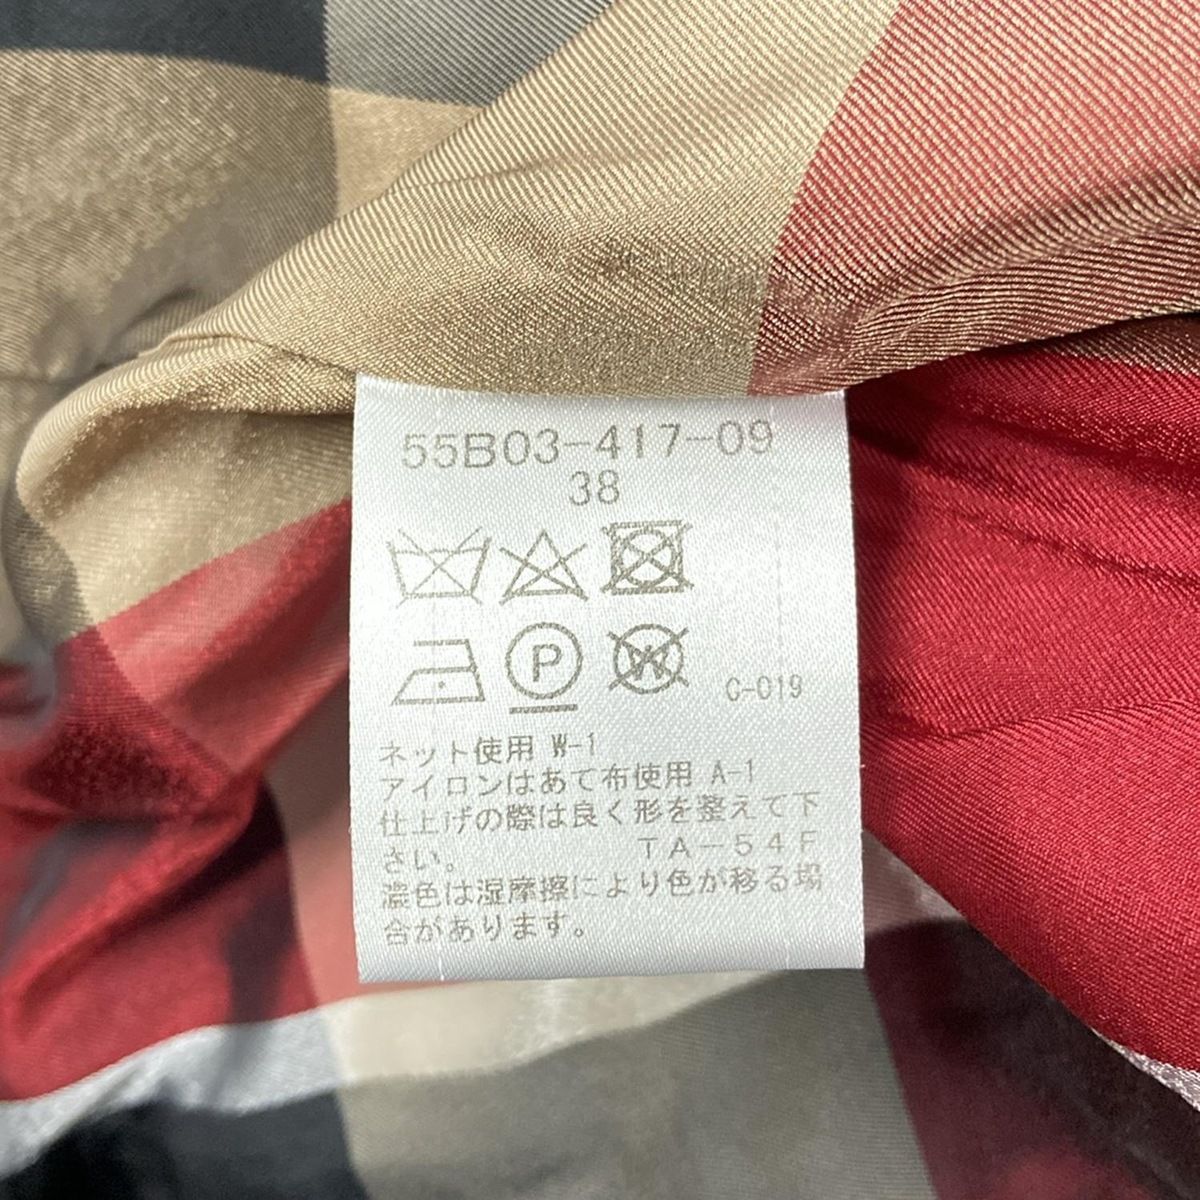 55B03-417-09
38
P W C-019
ネット使用 W-1
アイロンはあて布使用 A-1
仕上げの際は良く形を整えて下
さい。 TA-54F
濃色は湿摩擦により色が移る場
合があります。